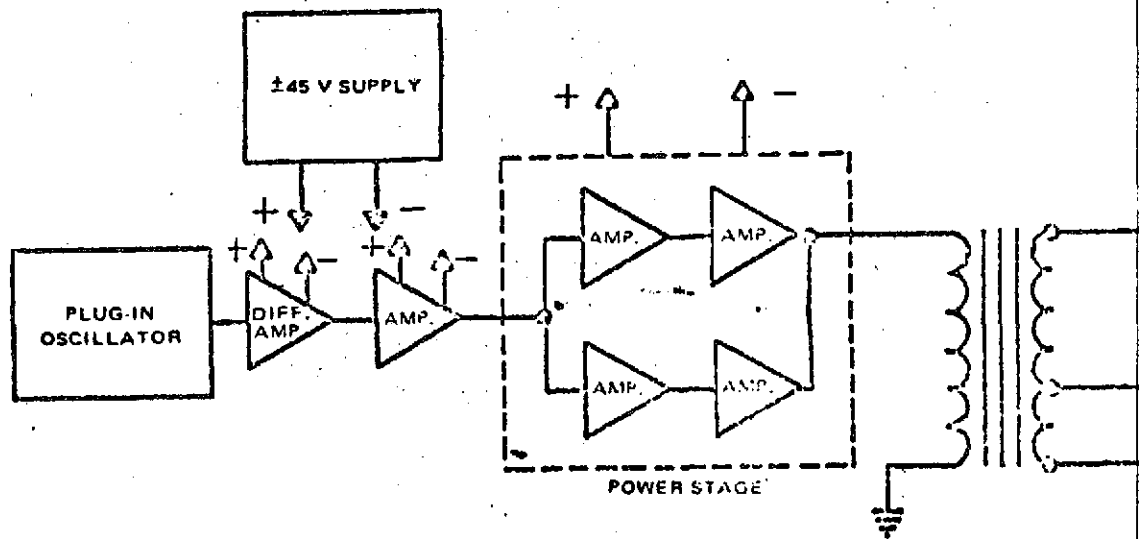 ±45 V SUPPLY
+ -
+ -
+ - + -
PLUG-IN
OSCILLATOR
DIFF.
AMP.
AMP.
AMP. AMP.
AMP. AMP.
POWER STAGE